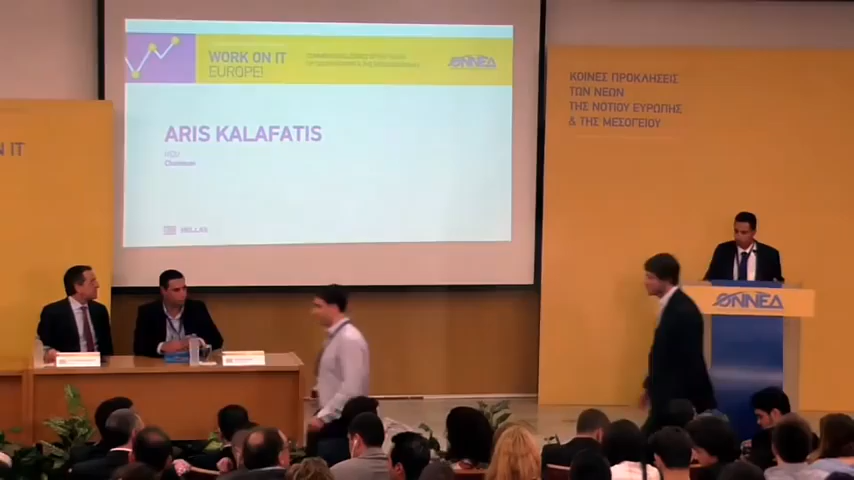 WORK ON IT
EUROPE!
ΟΝΝΕΔ
ARIS KALAFATIS
Chairman
HELLAS
ΚΟΙΝΕΣ ΠΡΟΚΛΗΣΕΙΣ
ΤΩΝ ΝΕΩΝ
ΤΗΣ ΝΟΤΙΟΥ ΕΥΡΩΠΗΣ
& ΤΗΣ ΜΕΣΟΓΕΙΟΥ
N IT
ΟΝΝΕΔ